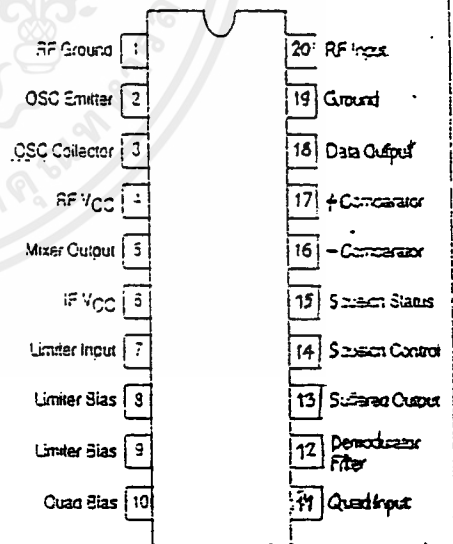 RF Ground 1
OSC Emitter 2
OSC Collector 3
RF VCC 4
Mixer Output 5
IF VCC 6
Limiter Input 7
Limiter Bias 8
Limiter Bias 9
Quad Bias 10
20 RF Input
19 Ground
18 Data Output
17 + Comparator
16 - Comparator
15 Status
14 Control
13 Output
12 Demodulator
Filter
11 Quad Input